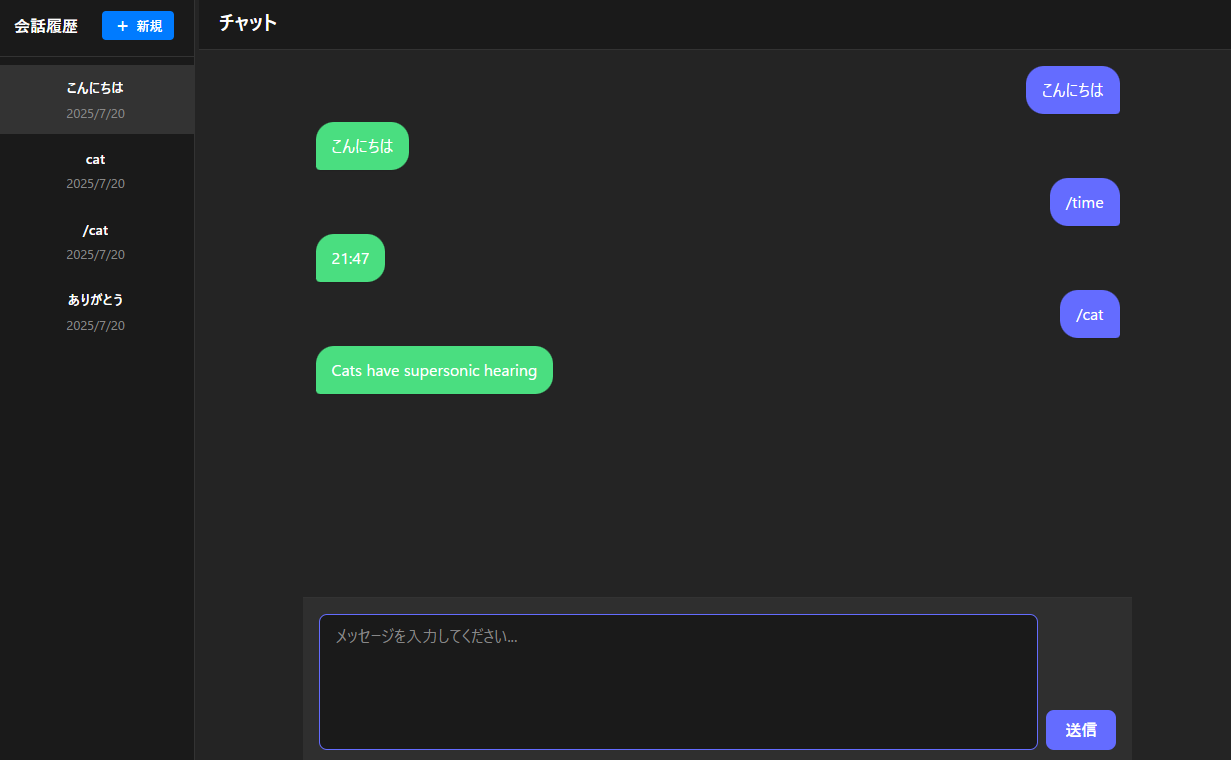 会話履歴
+ 新規
こんにちは
2025/7/20
cat
2025/7/20
/cat
2025/7/20
ありがとう
2025/7/20
チャット
こんにちは
こんにちは
/time
21:47
/cat
Cats have supersonic hearing
メッセージを入力してください...
送信